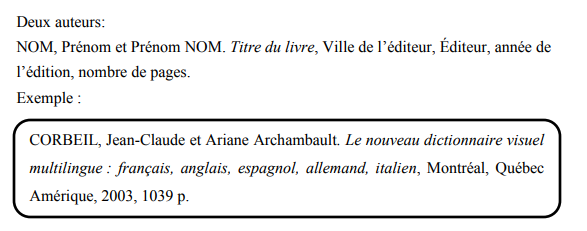 Deux auteurs:
NOM, Prénom et Prénom NOM. Titre du livre, Ville de l’éditeur, Éditeur, année de
l’édition, nombre de pages.
Exemple :
CORBEIL, Jean-Claude et Ariane Archambault. Le nouveau dictionnaire visuel
multilingue : français, anglais, espagnol, allemand, italien, Montréal, Québec
Amérique, 2003, 1039 p.